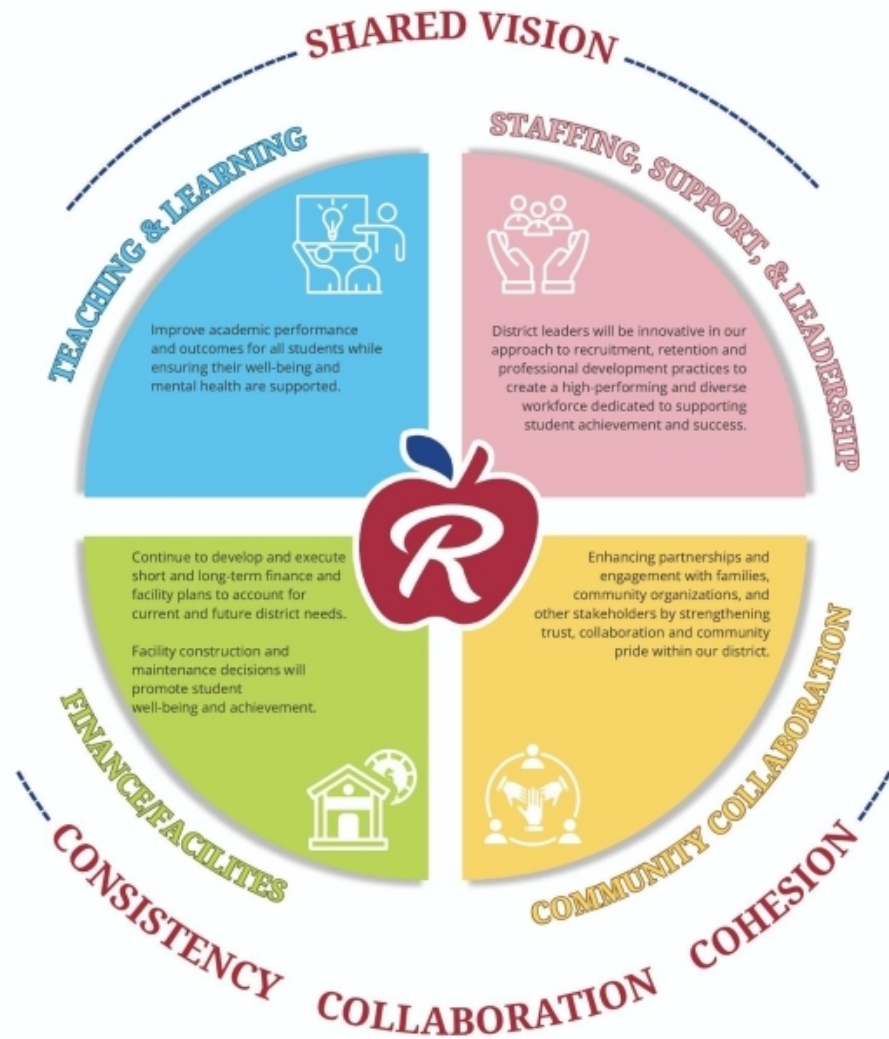 SHARED VISION
TEACHING & LEARNING
Improve academic performance
and outcomes for all students while
ensuring their well-being and
mental health are supported.
STAFFING, SUPPORT, & LEADERSHIP
District leaders will be innovative in our
approach to recruitment, retention and
professional development practices to
create a high-performing and diverse
workforce dedicated to supporting
student achievement and success.
R
Continue to develop and execute
short and long-term finance and
facility plans to account for
current and future district needs.
Facility construction and
maintenance decisions will
promote student
well-being and achievement.
FINANCE/FACILITES
Enhancing partnerships and
engagement with families,
community organizations, and
other stakeholders by strengthening
trust, collaboration and community
pride within our district.
COMMUNITY COLLABORATION
CONSISTENCY COLLABORATION COHESION